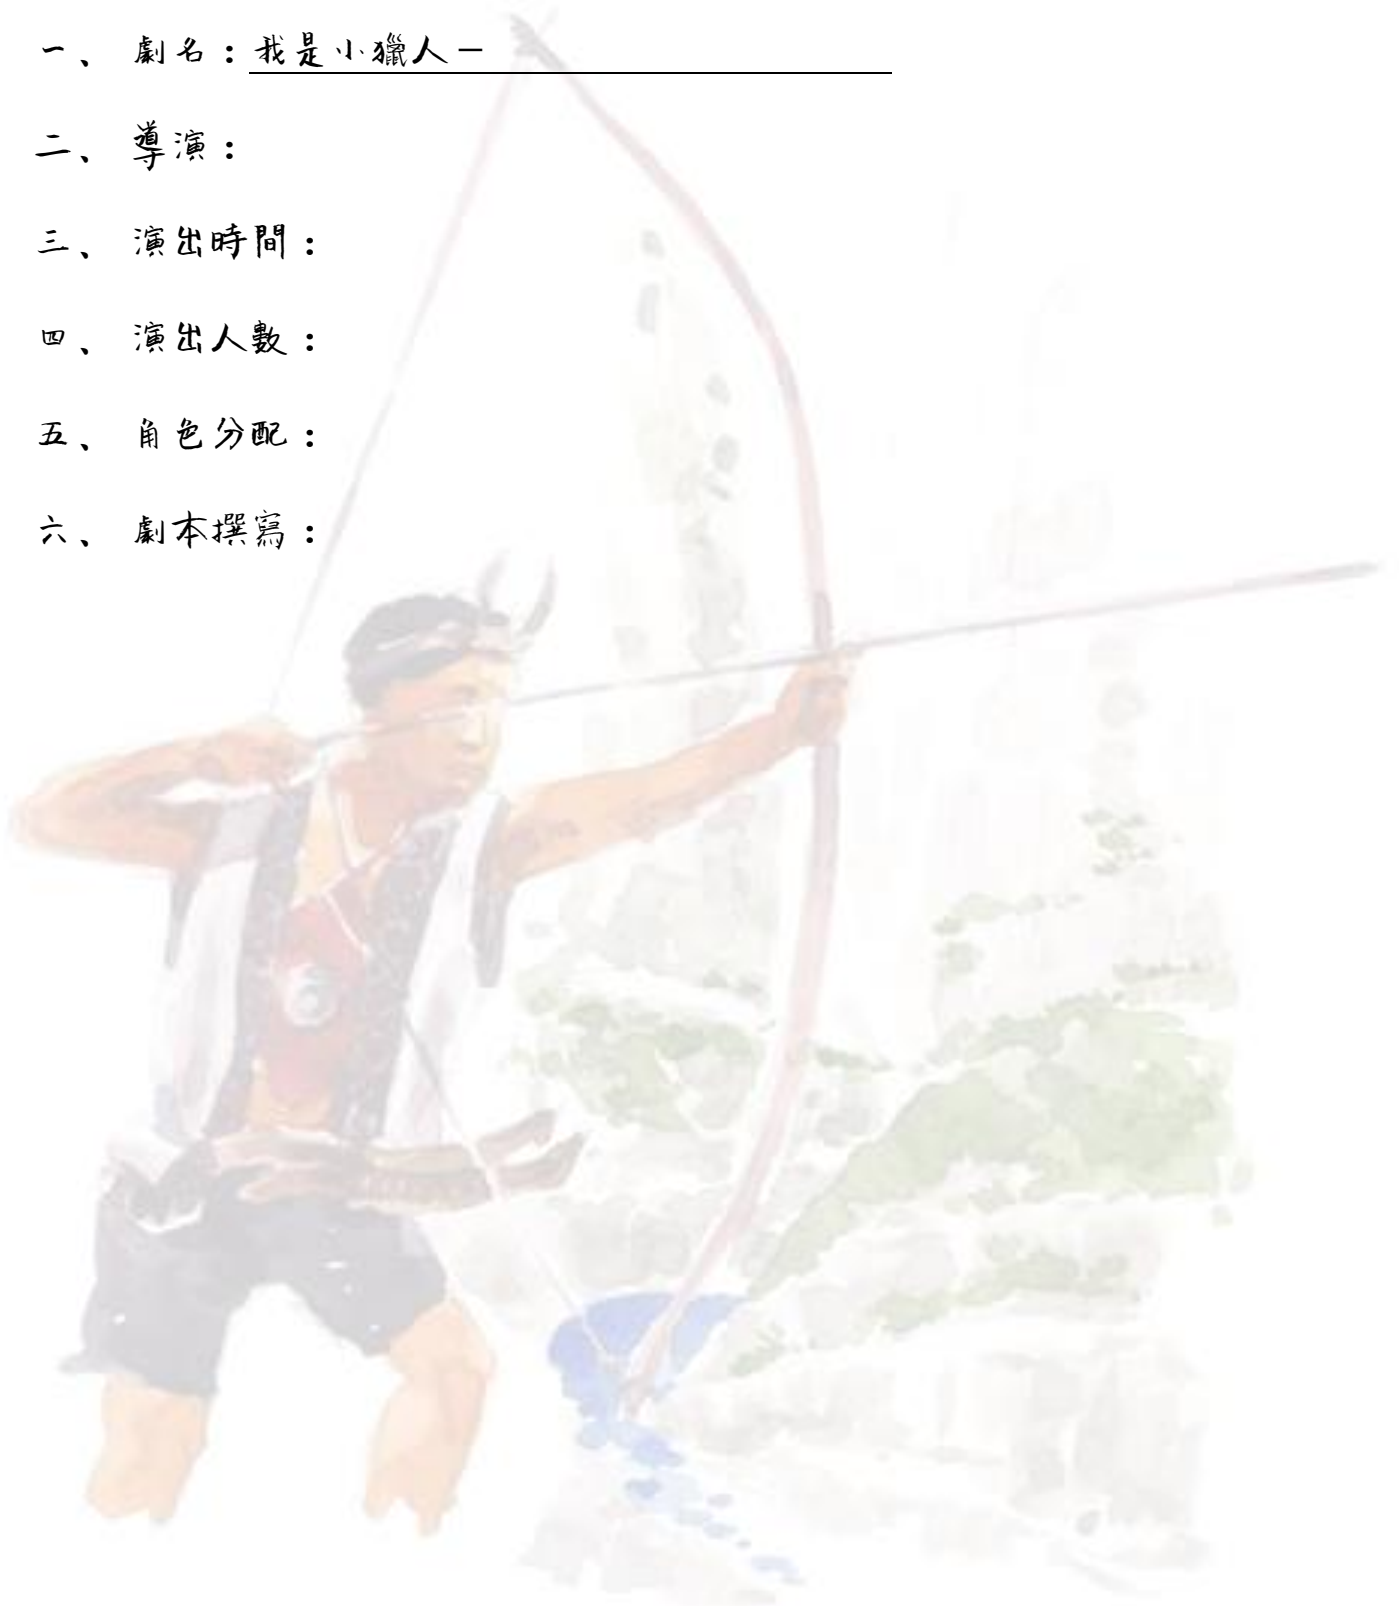 一、 劇名：我是小獵人－
二、 導演：
三、 演出時間：
四、 演出人數：
五、 角色分配：
六、 劇本撰寫：